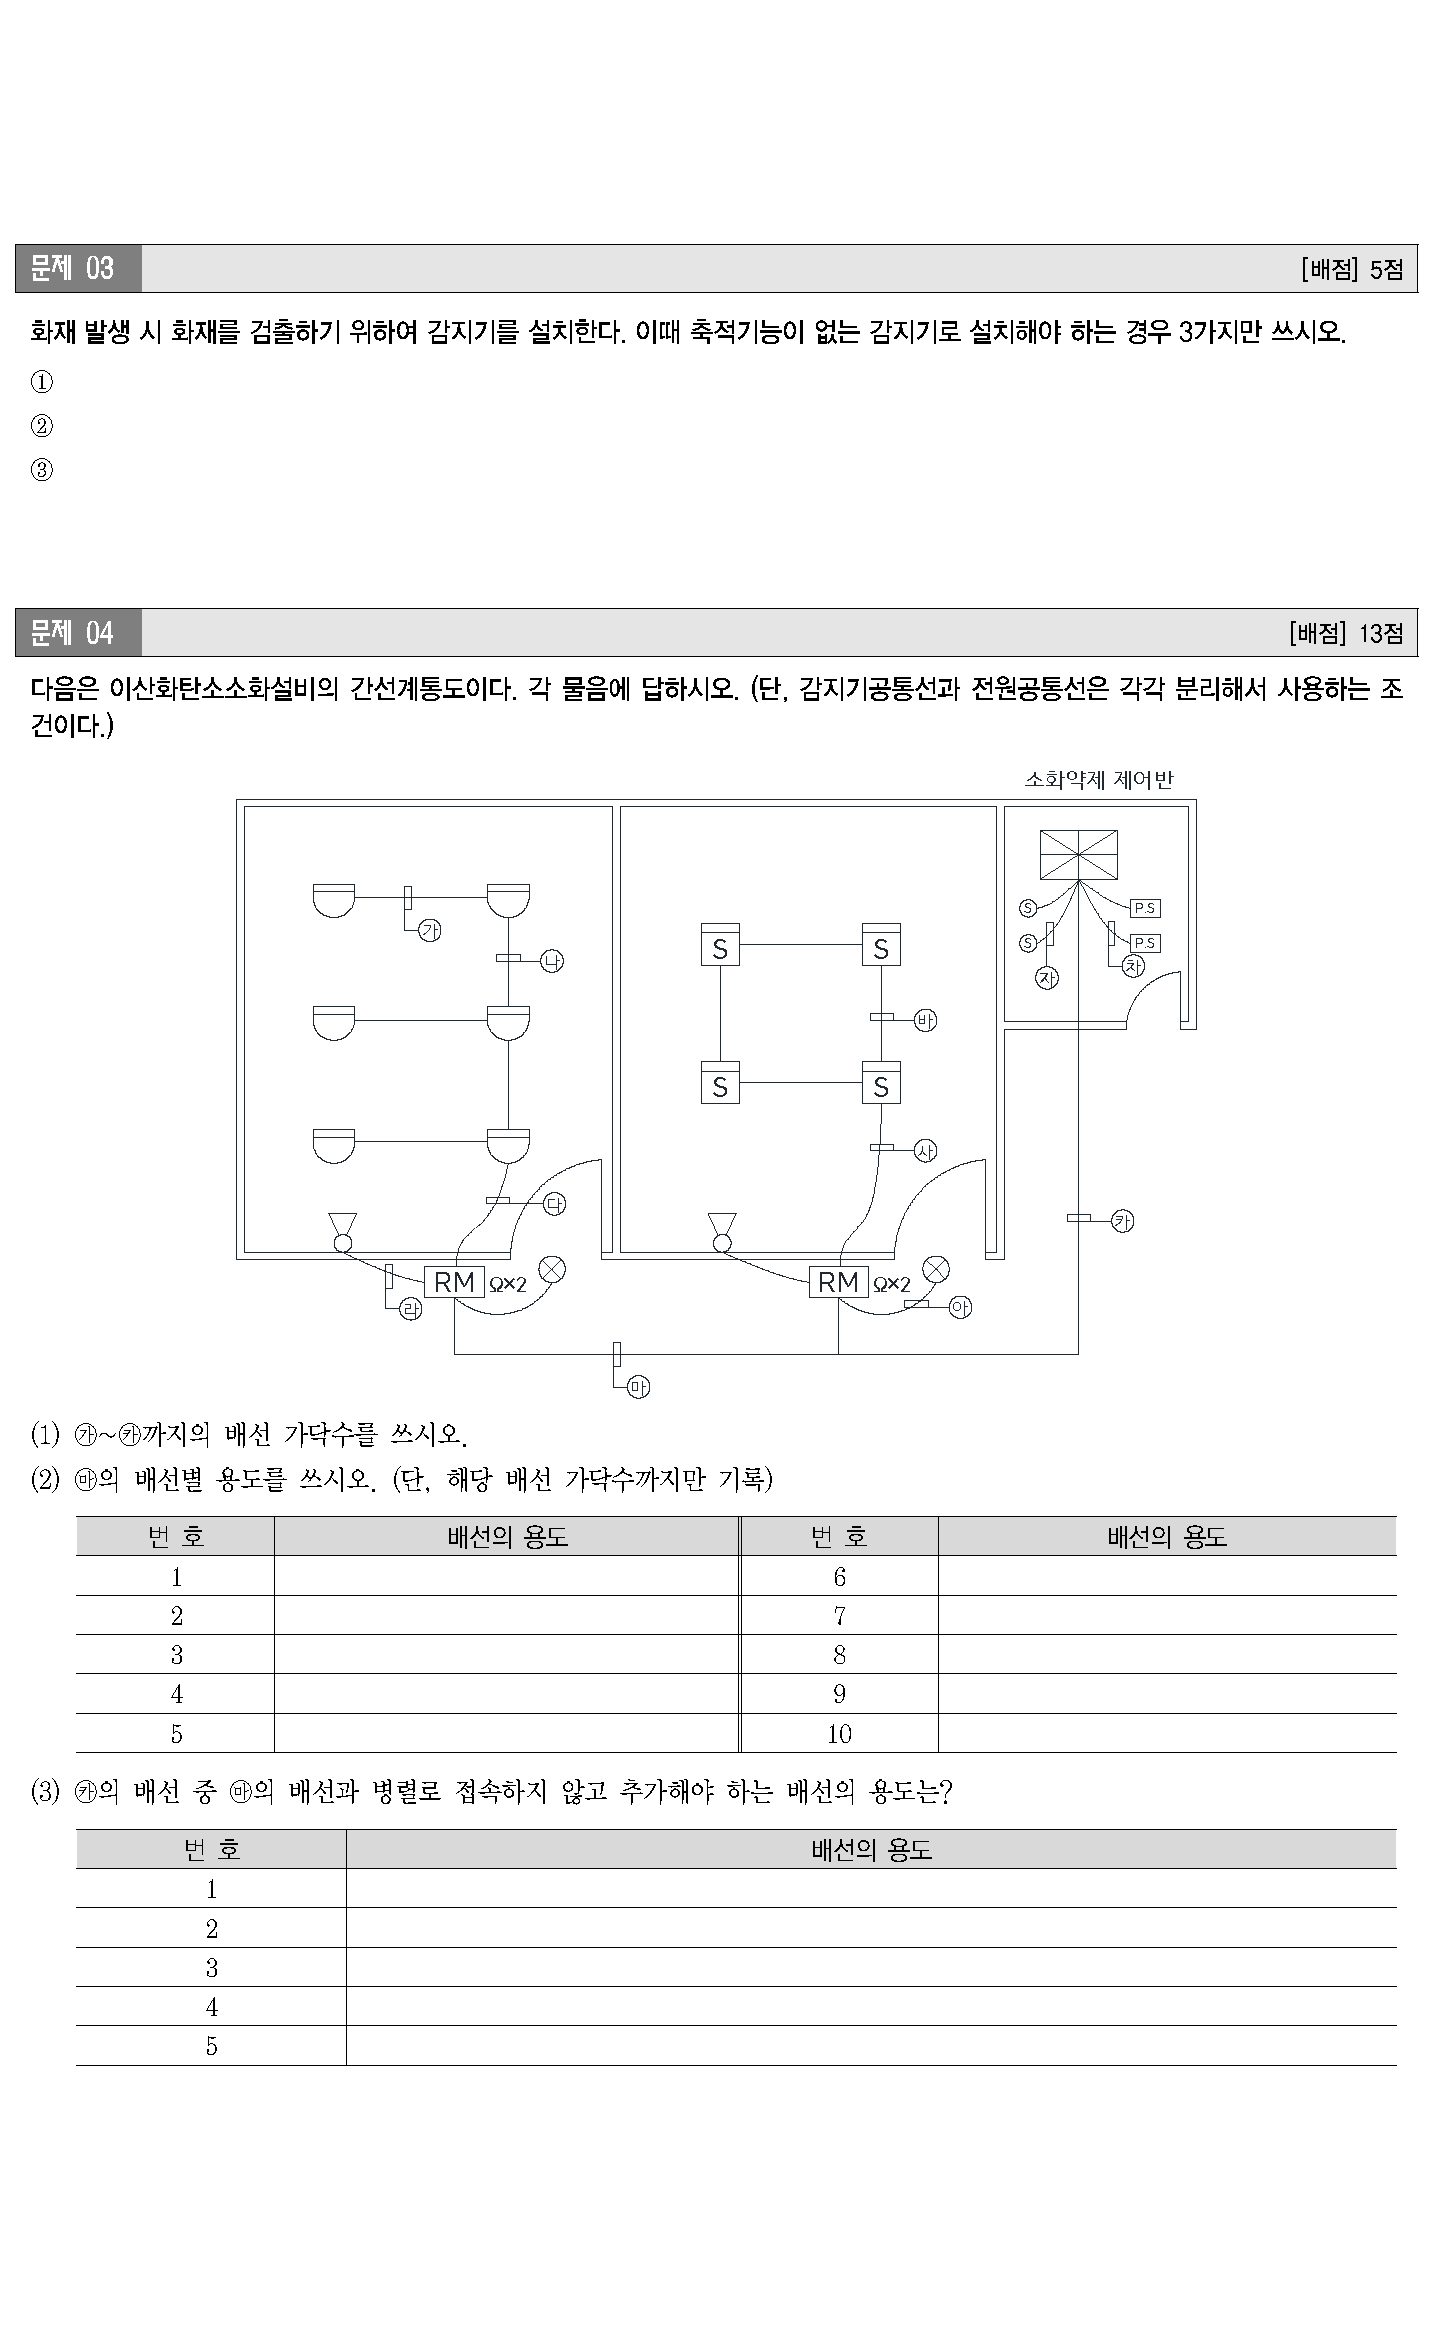 문제 03 [배점] 5점
화재 발생 시 화재를 검출하기 위하여 감지기를 설치한다. 이때 축적기능이 없는 감지기로 설치해야 하는 경우 3가지만 쓰시오.
①
②
③
문제 04 [배점] 13점
다음은 이산화탄소소화설비의 간선계통도이다. 각 물음에 답하시오. (단, 감지기공통선과 전원공통선은 각각 분리해서 사용하는 조
건이다.)
소화약제 제어반
S P.S
㉮
S P.S
S S
㉯ ㉶ ㉷
㉳
S S
㉴
㉰
㉸
RM Ω×2 RM Ω×2
㉱ ㉵
㉲
(1) ㉮~㉸까지의 배선 가닥수를 쓰시오.
(2) ㉲의 배선별 용도를 쓰시오. (단, 해당 배선 가닥수까지만 기록)
번 호 배선의 용도 번 호 배선의 용도
1 6
2 7
3 8
4 9
5 10
(3) ㉸의 배선 중 ㉲의 배선과 병렬로 접속하지 않고 추가해야 하는 배선의 용도는?
번 호 배선의 용도
1
2
3
4
5